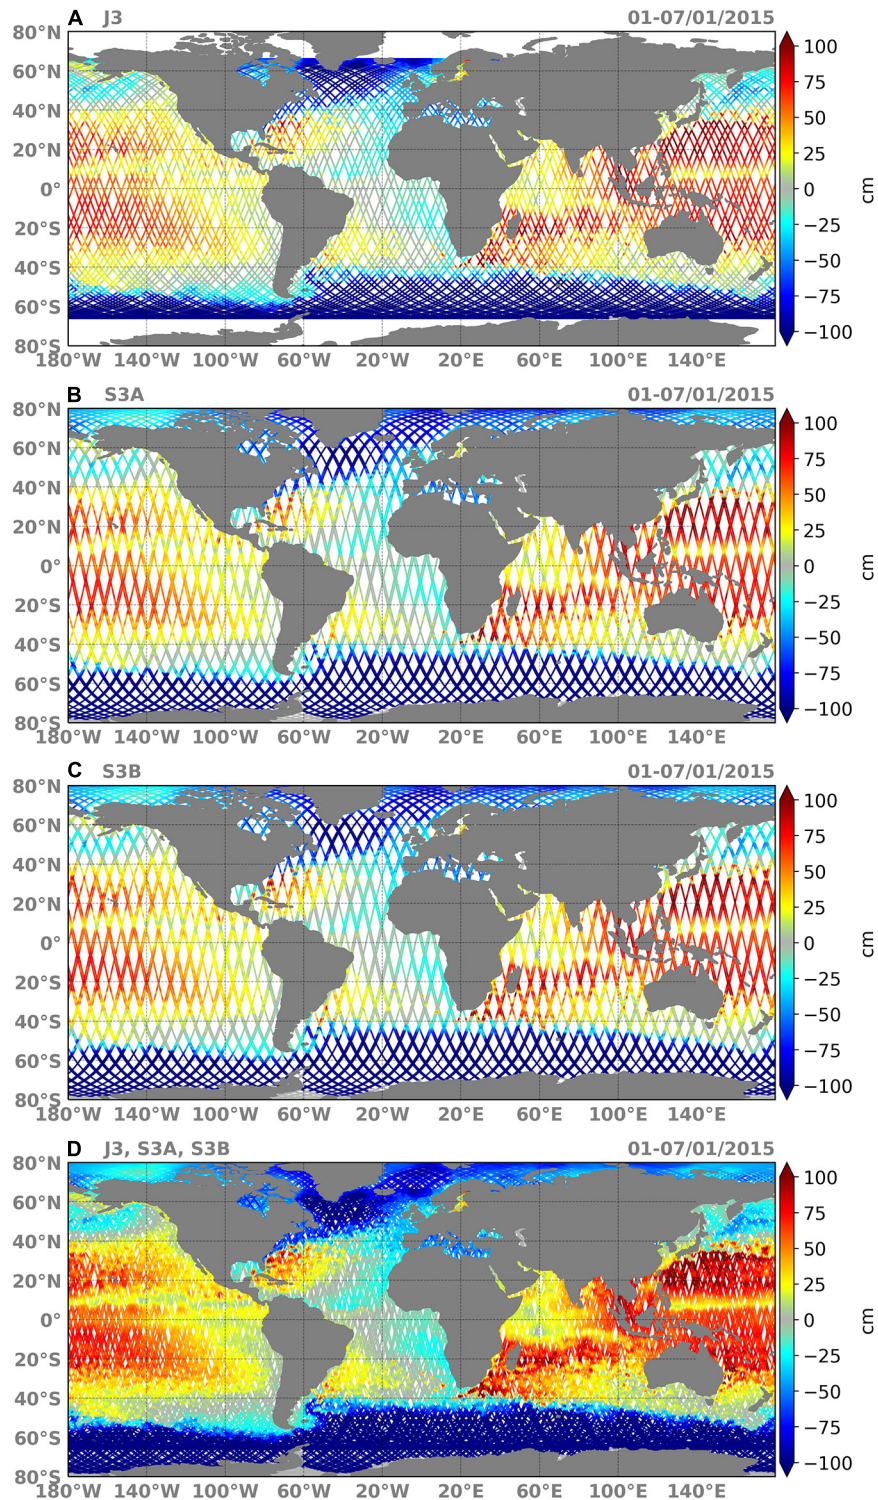 A J3 01-07/01/2015
80°N
60°N
40°N
20°N
0°
20°S
40°S
60°S
80°S
180°W 140°W 100°W 60°W 20°W 20°E 60°E 100°E 140°E
100
75
50
25
0
−25
−50
−75
−100
cm
B S3A 01-07/01/2015
80°N
60°N
40°N
20°N
0°
20°S
40°S
60°S
80°S
180°W 140°W 100°W 60°W 20°W 20°E 60°E 100°E 140°E
100
75
50
25
0
−25
−50
−75
−100
cm
C S3B 01-07/01/2015
80°N
60°N
40°N
20°N
0°
20°S
40°S
60°S
80°S
180°W 140°W 100°W 60°W 20°W 20°E 60°E 100°E 140°E
100
75
50
25
0
−25
−50
−75
−100
cm
D J3, S3A, S3B 01-07/01/2015
80°N
60°N
40°N
20°N
0°
20°S
40°S
60°S
80°S
180°W 140°W 100°W 60°W 20°W 20°E 60°E 100°E 140°E
100
75
50
25
0
−25
−50
−75
−100
cm